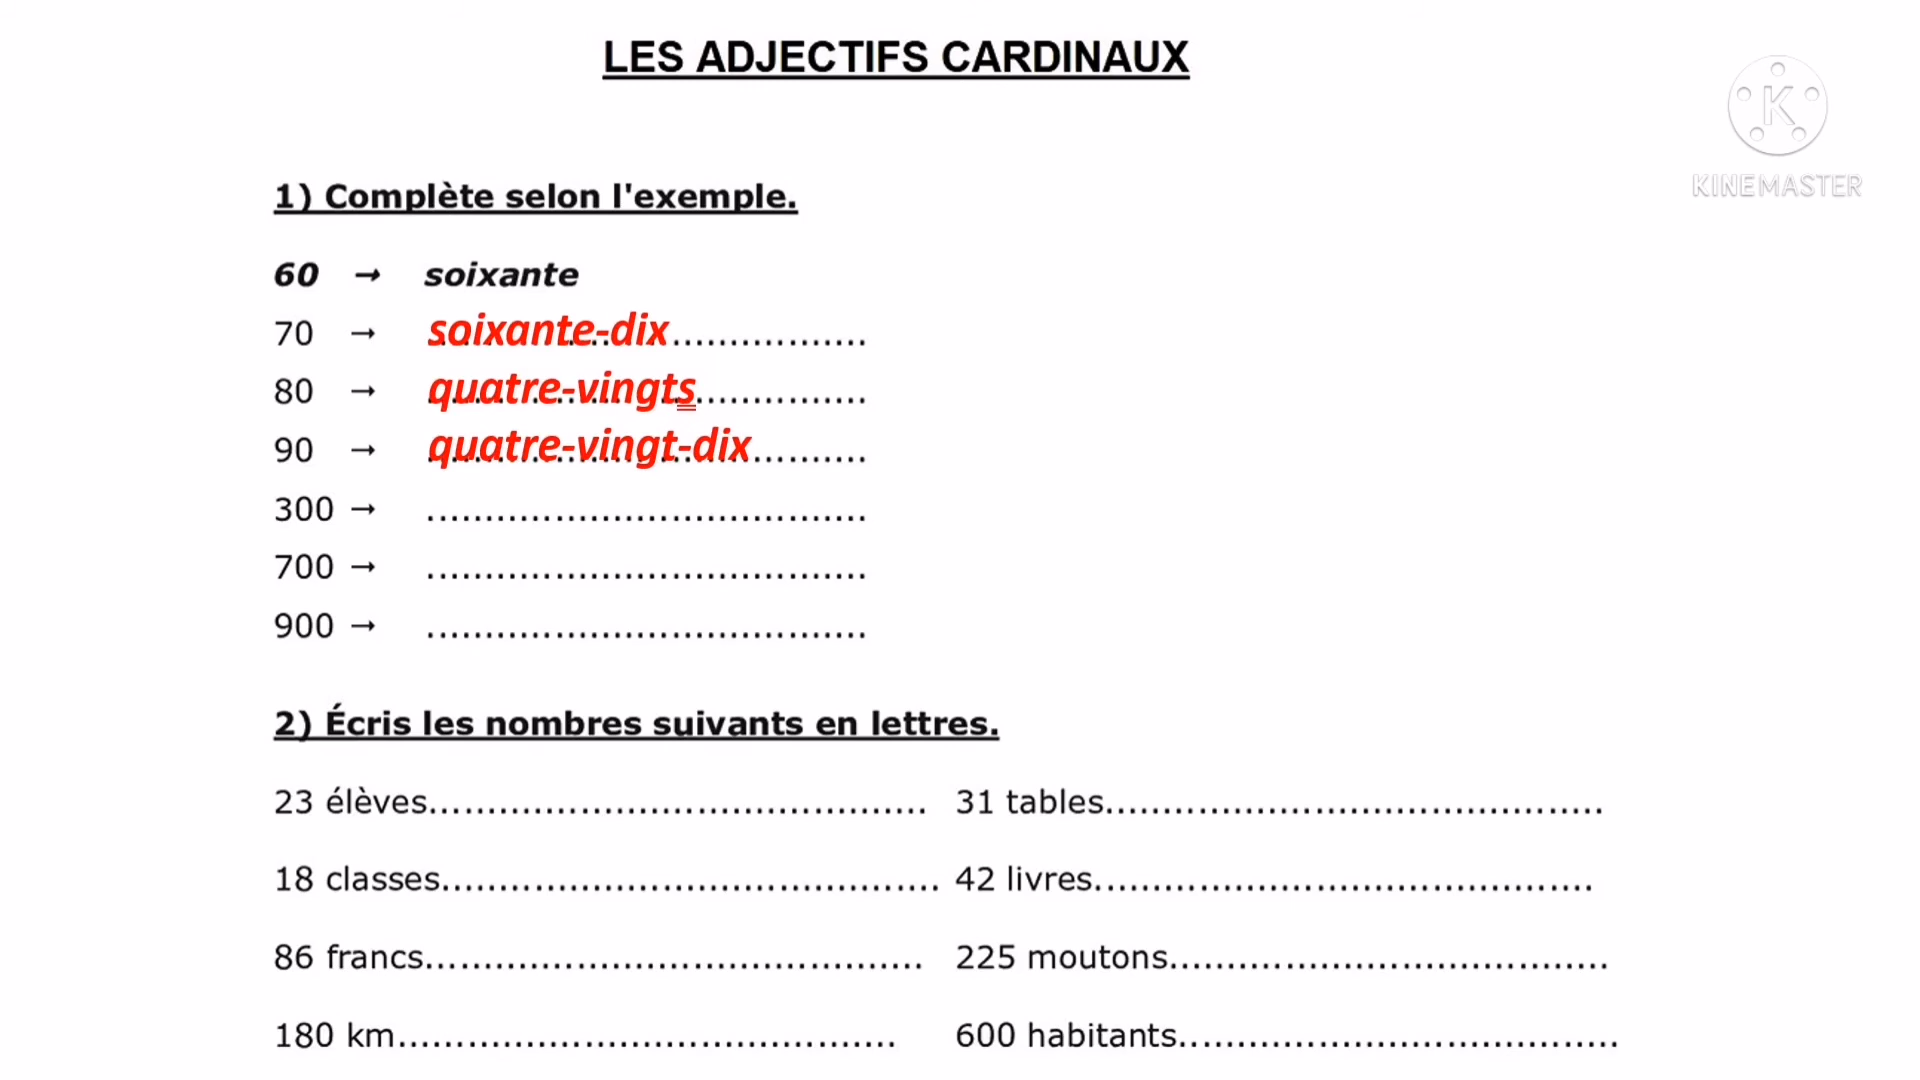 LES ADJECTIFS CARDINAUX
K
KINEMASTER
1) Complète selon l'exemple.
60 → soixante
70 → soixante-dix..................
80 → quatre-vingts...............
90 → quatre-vingt-dix..........
300 → ......................................
700 → ......................................
900 → ......................................
2) Écris les nombres suivants en lettres.
23 élèves........................................... 31 tables...........................................
18 classes........................................... 42 livres...........................................
86 francs........................................... 225 moutons......................................
180 km........................................... 600 habitants......................................